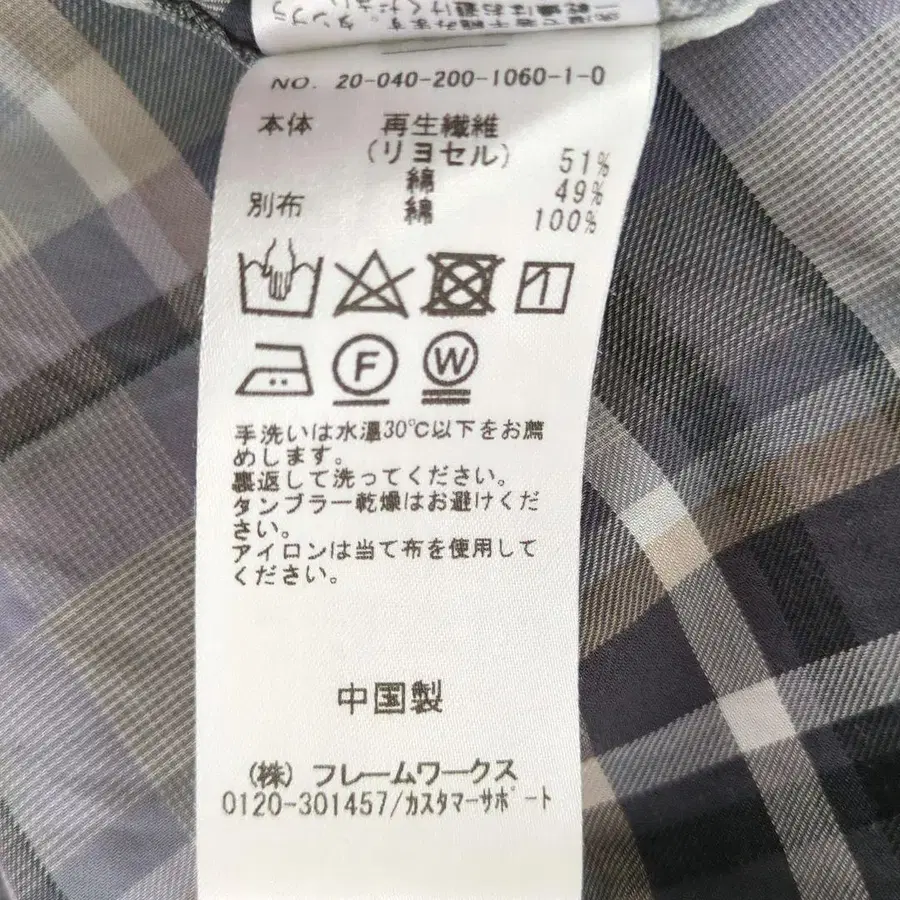 NO. 20-040-200-1060-1-0
本体 再生繊維
(リヨセル) 51%
綿 49%
別布 綿 100%
F W
手洗いは水温30℃以下をお薦
めします。
裏返して洗ってください。
タンブラー乾燥はお避けくだ
さい。
アイロンは当て布を使用して
ください。
中国製
(株) フレームワークス
0120-301457/カスタマーサポート